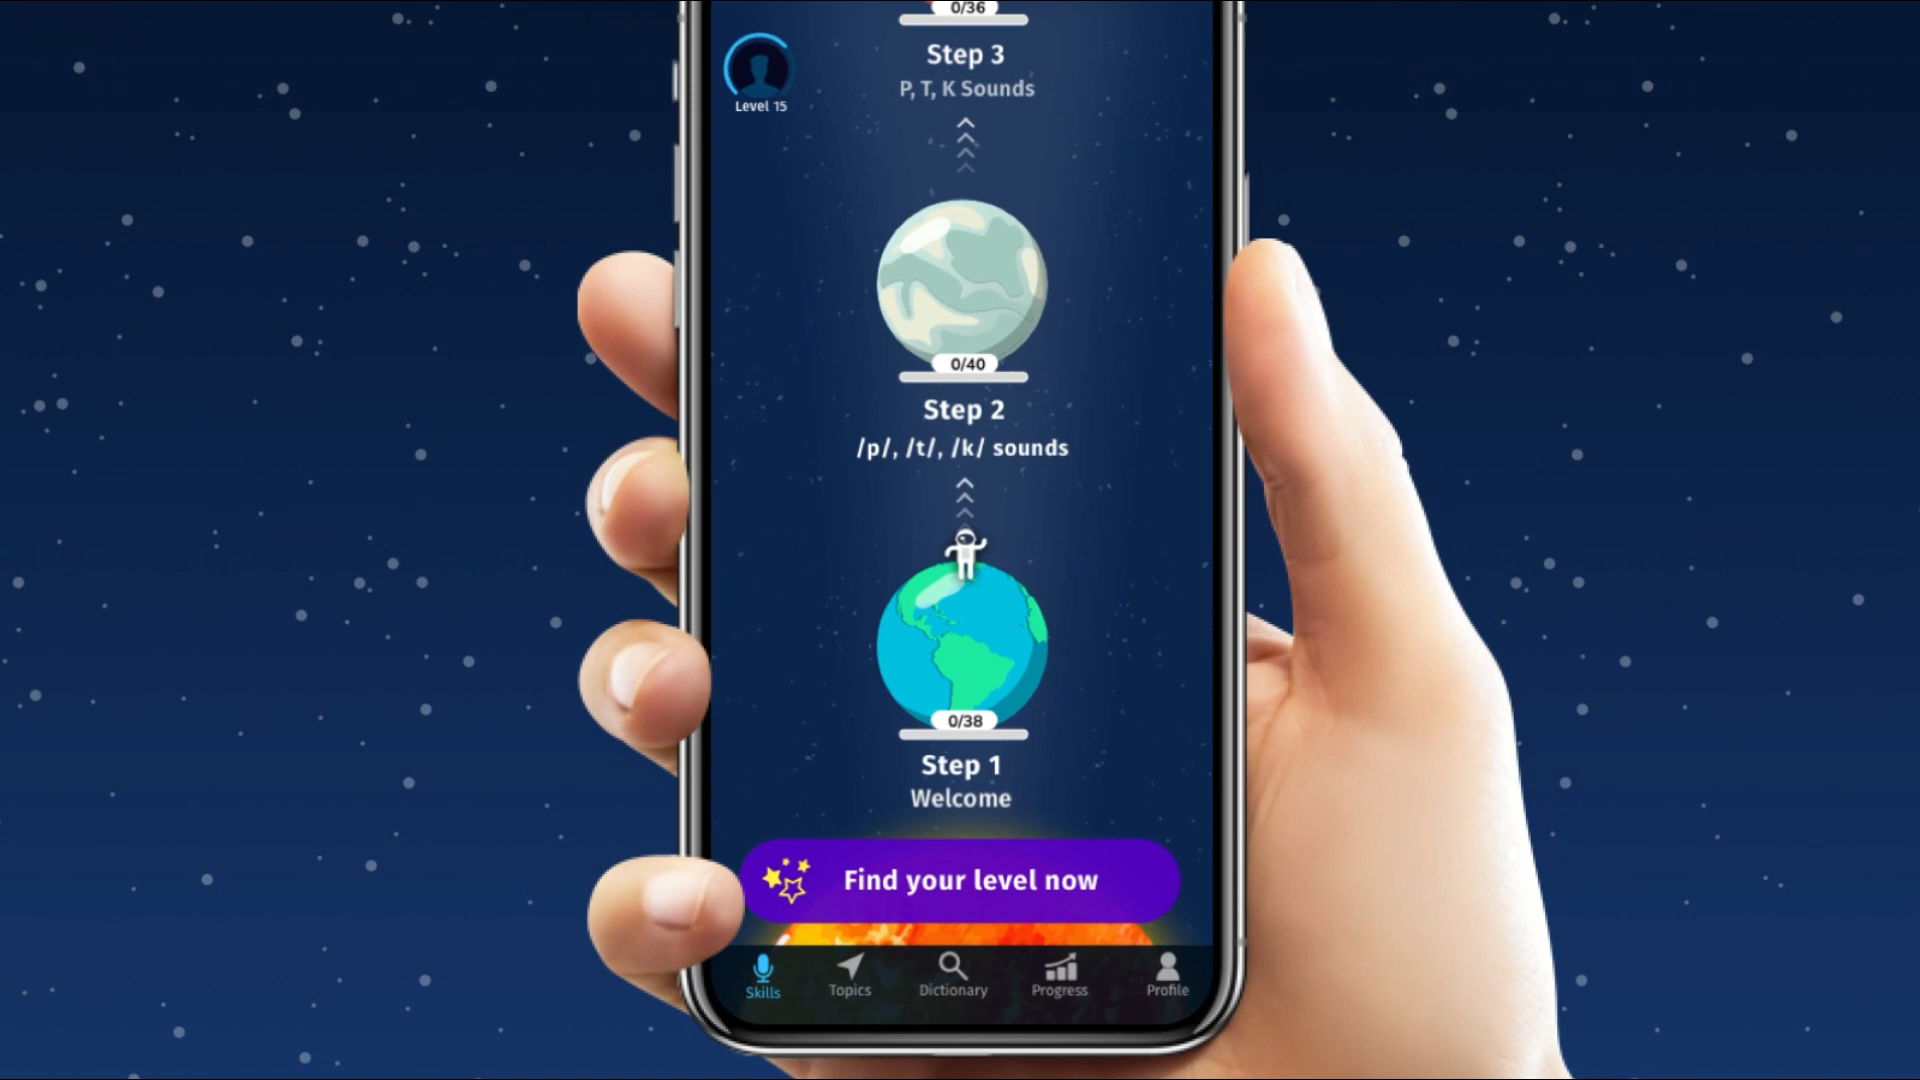 0/36
Step 3
P, T, K Sounds
Level 15
0/40
Step 2
/p/, /t/, /k/ sounds
0/38
Step 1
Welcome
Find your level now
Skills
Topics
Dictionary
Progress
Profile